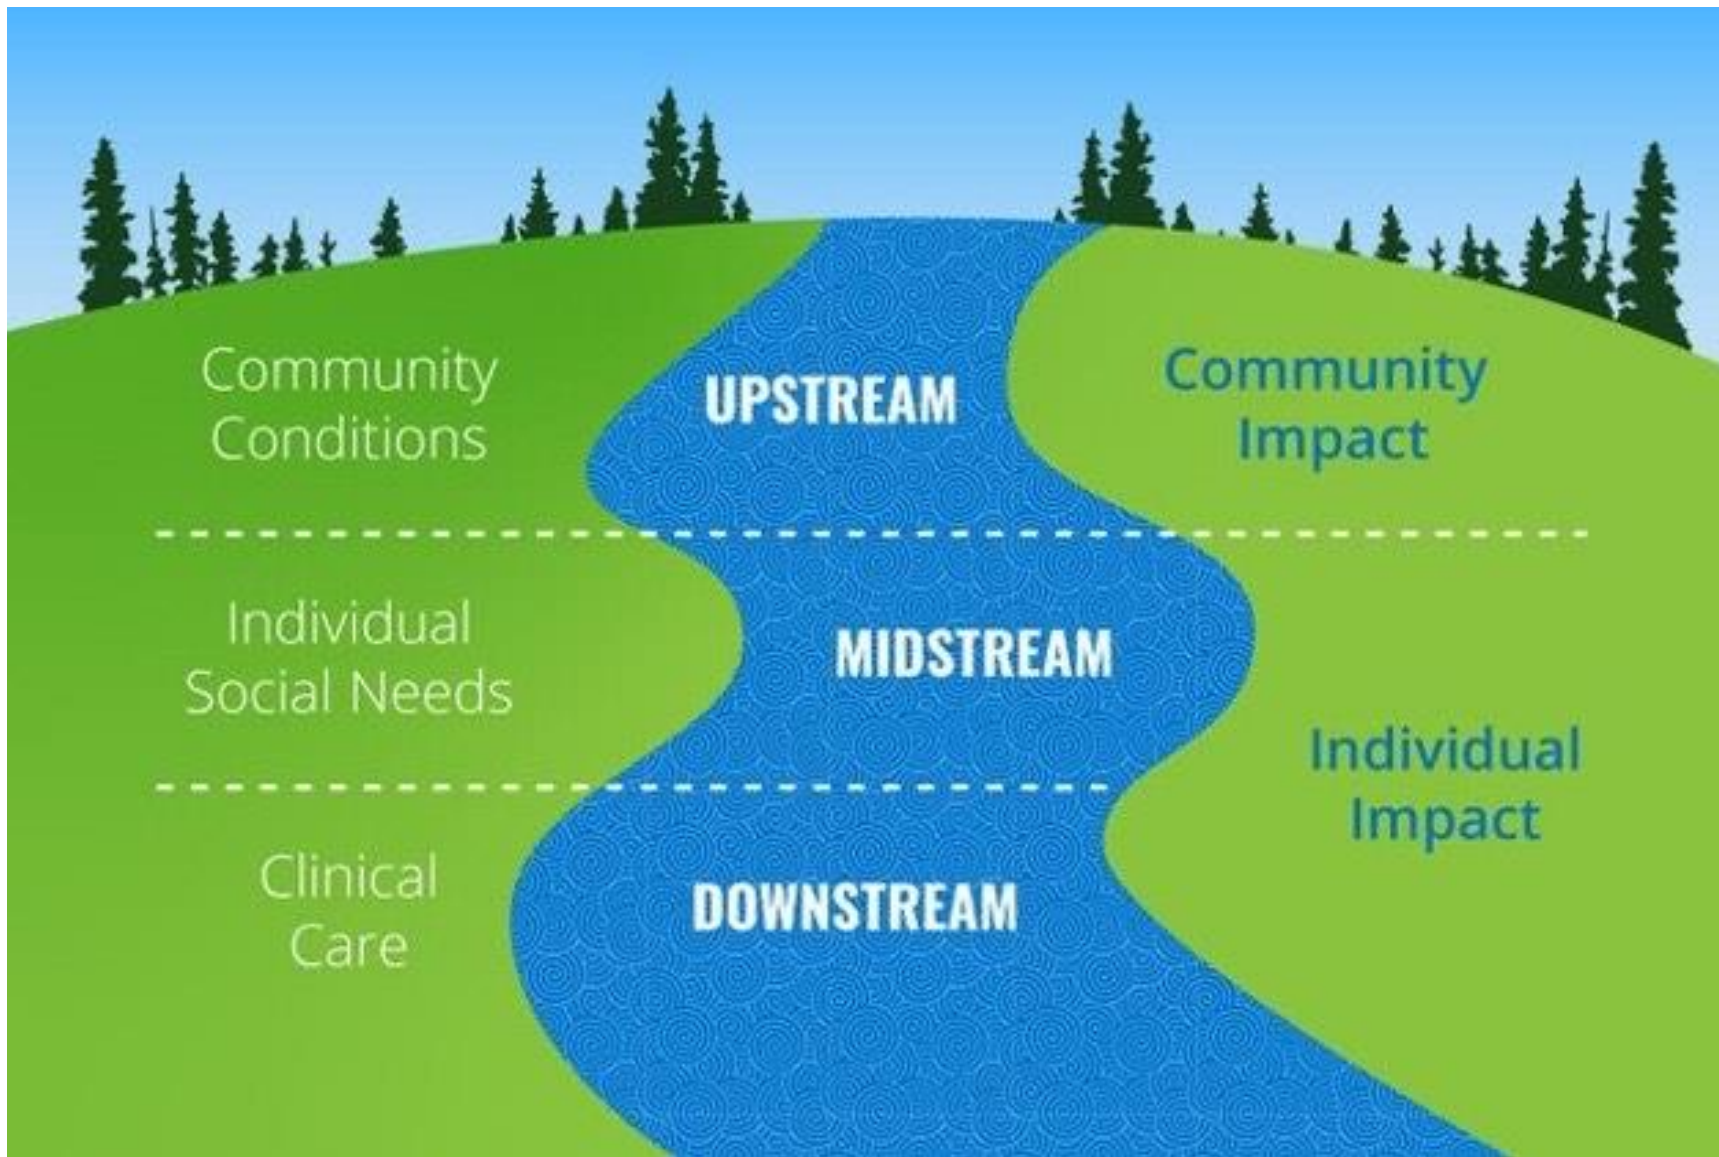 Community
Conditions
UPSTREAM
Community
Impact
Individual
Social Needs
MIDSTREAM
Individual
Impact
Clinical
Care
DOWNSTREAM